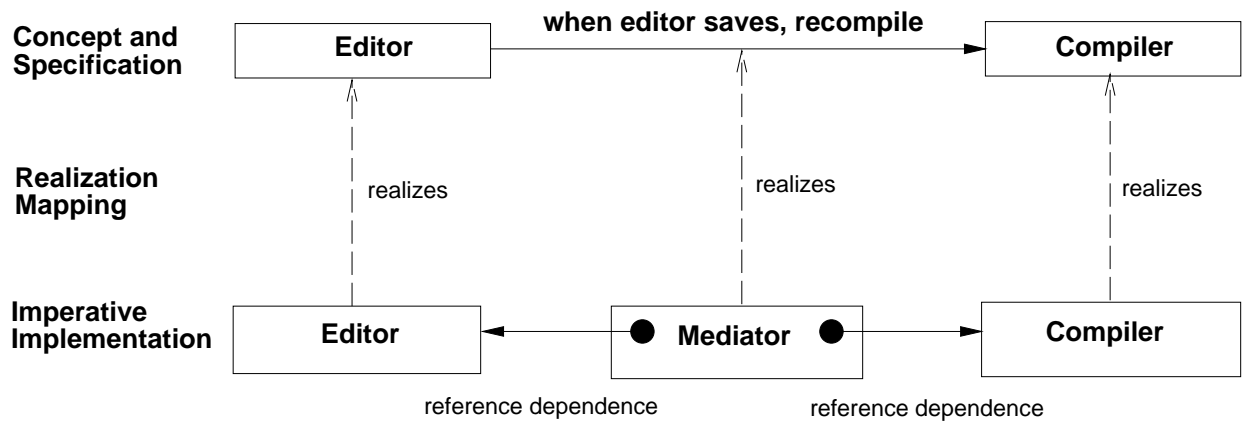 Concept and
Specification
Editor
when editor saves, recompile
Compiler
Realization
Mapping
realizes
realizes
realizes
Imperative
Implementation
Editor
Mediator
Compiler
reference dependence
reference dependence